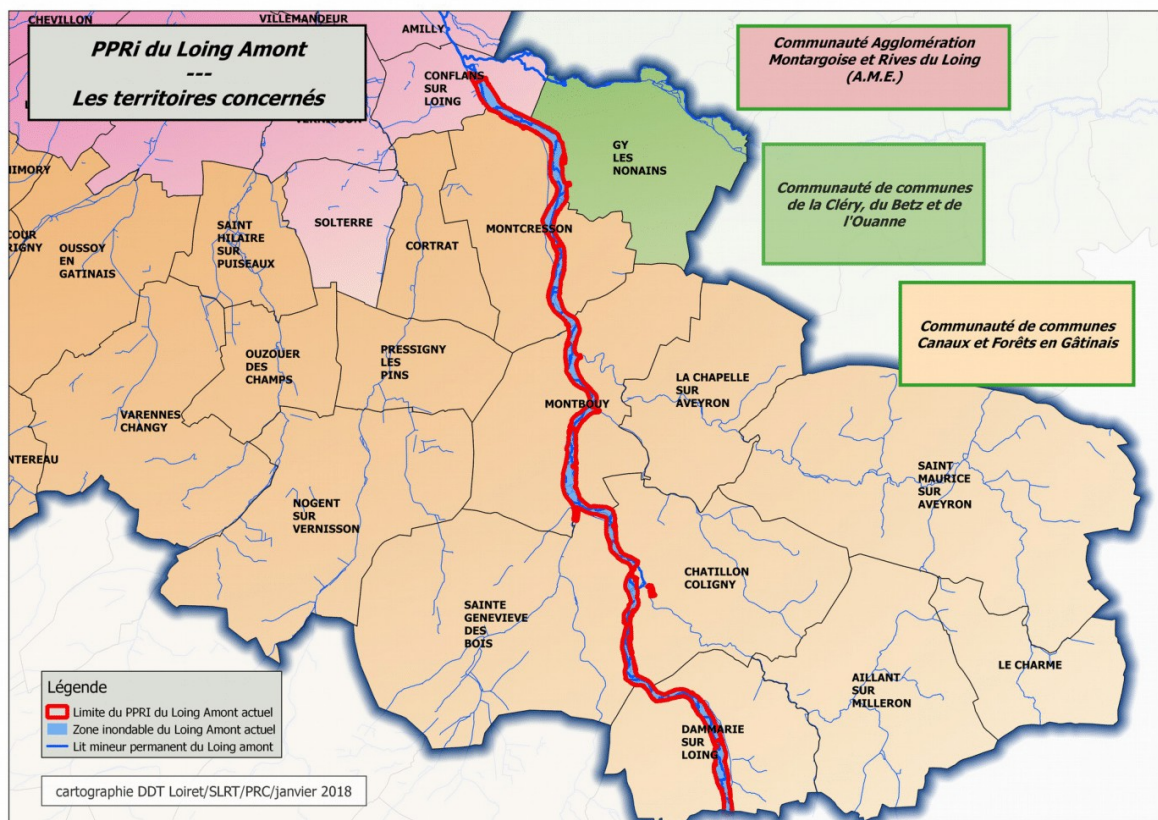 PPRi du Loing Amont
---
Les territoires concernés
CHEVILLON
VILLEMANDEUR
AMILLY
CONFLANS
SUR
LOING
GY
LES
NONAINS
SOLTERRE
OUSSOY
EN
GATINAIS
SAINT
HILAIRE
SUR
PUISEAUX
CORTRAT
MONTCRESSON
OUZOUER
DES
CHAMPS
PRESSIGNY
LES
PINS
LA CHAPELLE
SUR
AVEYRON
MONTBOUY
VARENNES
CHANGY
SAINT
MAURICE
SUR
AVEYRON
NOGENT
SUR
VERNISSON
CHATILLON
COLIGNY
SAINTE
GENEVIEVE
DES
BOIS
LE CHARME
AILLANT
SUR
MILLERON
DAMMARIE
SUR
LOING
Communauté Agglomération
Montargoise et Rives du Loing
(A.M.E.)
Communauté de communes
de la Cléry, du Betz et de
l'Ouanne
Communauté de communes
Canaux et Forêts en Gâtinais
Légende
Limite du PPRI du Loing Amont actuel
Zone inondable du Loing Amont actuel
Lit mineur permanent du Loing amont
cartographie DDT Loiret/SLRT/PRC/janvier 2018